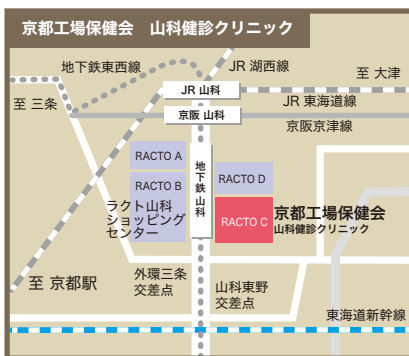 京都工場保健会　山科健診クリニック
地下鉄東西線
JR 湖西線
至 大津
JR 山科
至 三条
JR 東海道線
京阪 山科
京阪京津線
RACTO A
地下鉄山科
RACTO B
RACTO D
ラクト山科
ショッピング
センター
RACTO C
京都工場保健会
山科健診クリニック
外環三条
交差点
至 京都駅
山科東野
交差点
東海道新幹線